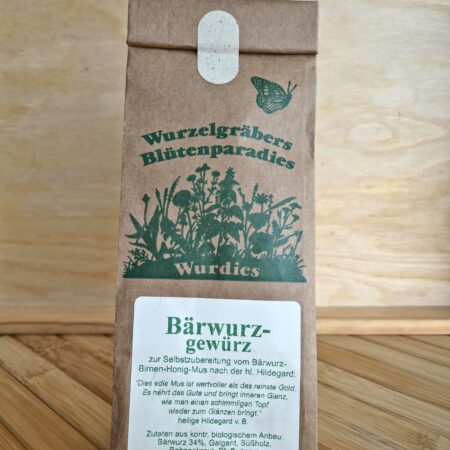 Wurzelgräbers
Blütenparadies
Wurdies
Bärwurz-
gewürz
zur Selbstzubereitung vom Bärwurz-
Birnen-Honig-Mus nach der hl. Hildegard:
"Dies edle Mus ist wertvoller als das reinste Gold.
Es nährt das Gute und bringt inneren Glanz,
wie man einen schimmligen Topf
wieder zum Glänzen bringt."
heilige Hildegard v. B.
Zutaten aus kontr. biologischem Anbau:
Bärwurz 34%, Galgant, Süßholz,